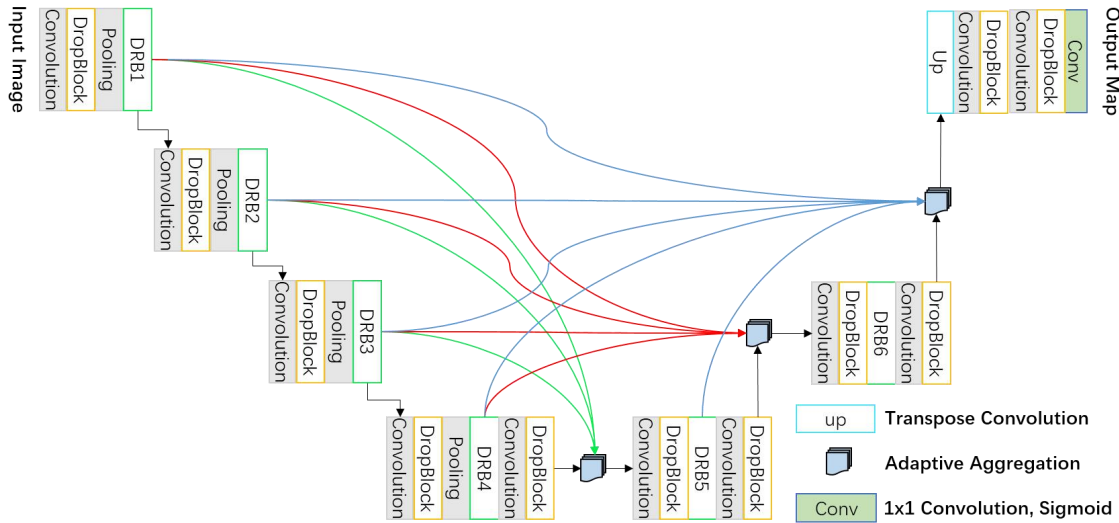 Input Image
Convolution
DropBlock
Pooling
DRB1
Convolution
DropBlock
Pooling
DRB2
Convolution
DropBlock
Pooling
DRB3
Convolution
DropBlock
Pooling
DRB4
Convolution
DropBlock
Convolution
DropBlock
DRB5
Convolution
DropBlock
Convolution
DropBlock
DRB6
Convolution
DropBlock
Up
Convolution
DropBlock
Convolution
DropBlock
Conv
Output Map
up Transpose Convolution
Adaptive Aggregation
Conv 1x1 Convolution, Sigmoid